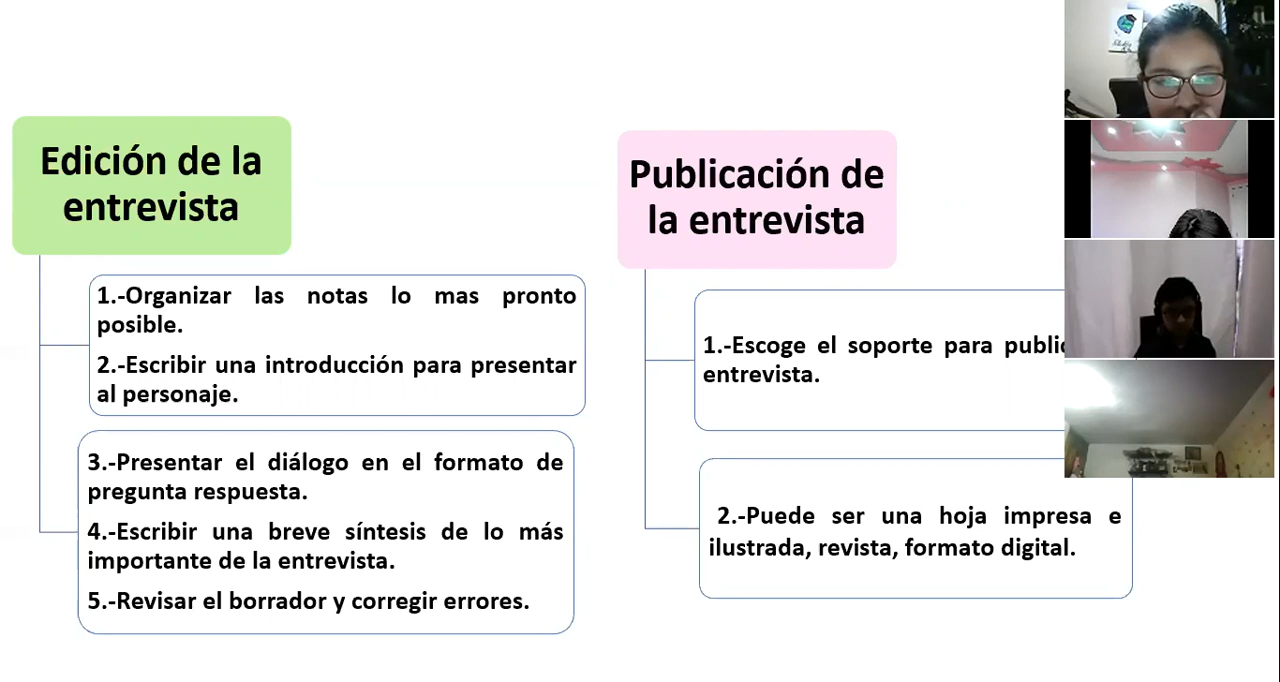 Edición de la
entrevista
1.-Organizar las notas lo mas pronto
posible.
2.-Escribir una introducción para presentar
al personaje.
3.-Presentar el diálogo en el formato de
pregunta respuesta.
4.-Escribir una breve síntesis de lo más
importante de la entrevista.
5.-Revisar el borrador y corregir errores.
Publicación de
la entrevista
1.-Escoge el soporte para
entrevista.
2.-Puede ser una hoja impresa e
ilustrada, revista, formato digital.